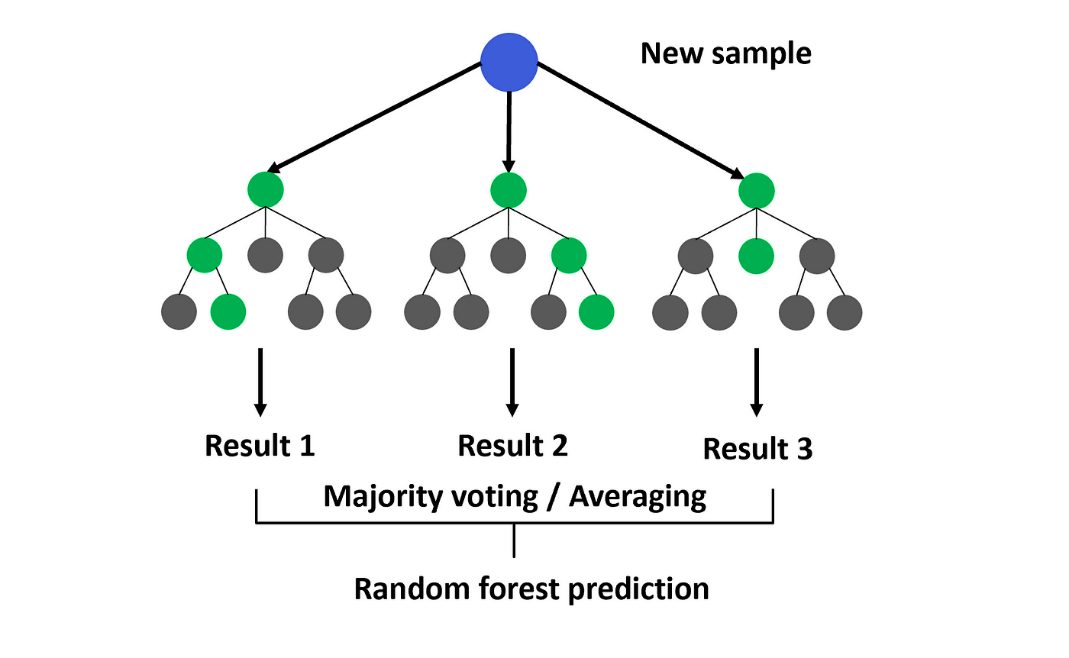 New sample
Result 1
Result 2
Result 3
Majority voting / Averaging
Random forest prediction